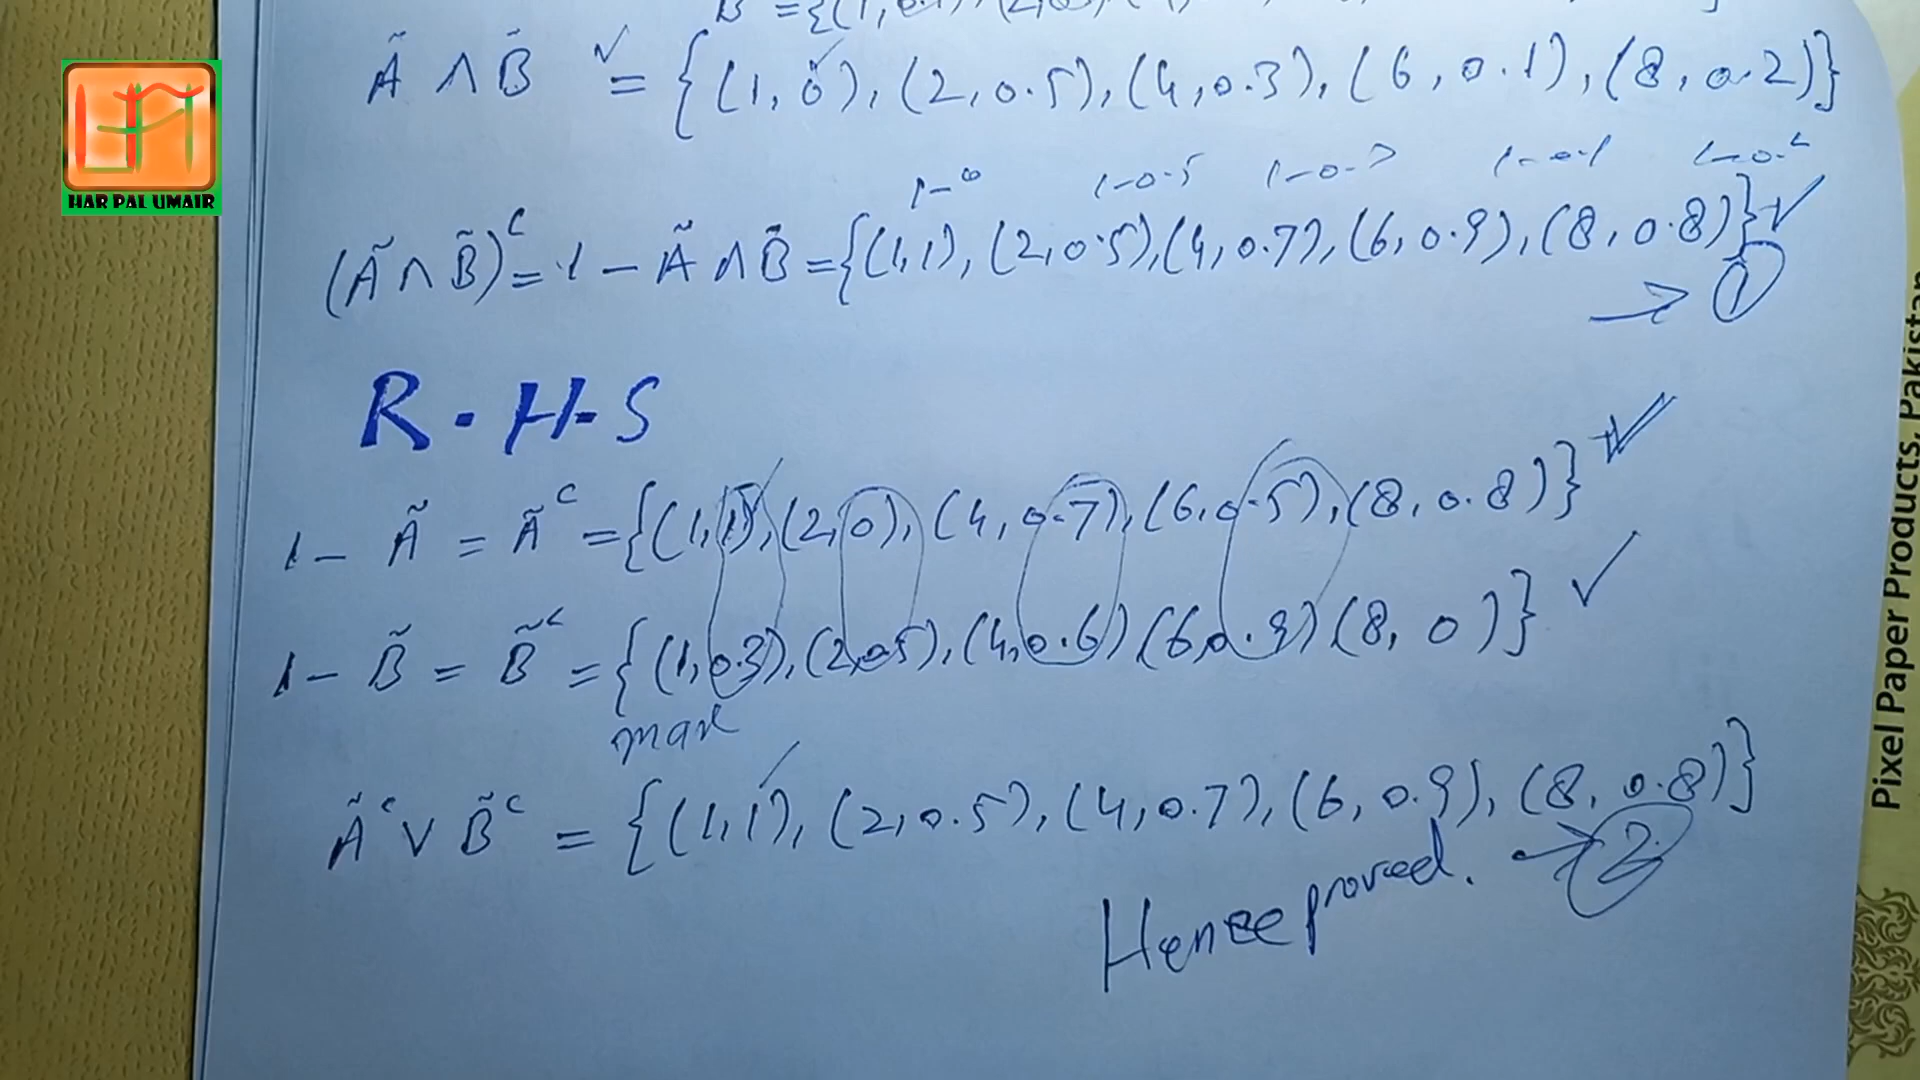 Ã ∧ B̃ = {(1, 0), (2, 0.5), (4, 0.3), (6, 0.1), (8, 0.2)}
HAR PAL UMAIR
1-0 1-0.5 1-0.3 1-0.1 1-0.2
(Ã ∧ B̃)ᶜ = 1 - Ã ∧ B̃ = {(1,1), (2,0.5), (4, 0.7), (6, 0.9), (8, 0.8)}
→ ①
R.H.S
1 - Ã = Ãᶜ = {(1,1), (2,0), (4, 0.7), (6, 0.5), (8, 0.8)}
1 - B̃ = B̃ᶜ = {(1,0.3), (2,0.5), (4,0.6) (6,0.9) (8, 0)}
max
Ãᶜ ∨ B̃ᶜ = {(1,1), (2,0.5), (4,0.7), (6, 0.9), (8, 0.8)}
→ ②
Hence proved.
Pixel Paper Products, Pakistan